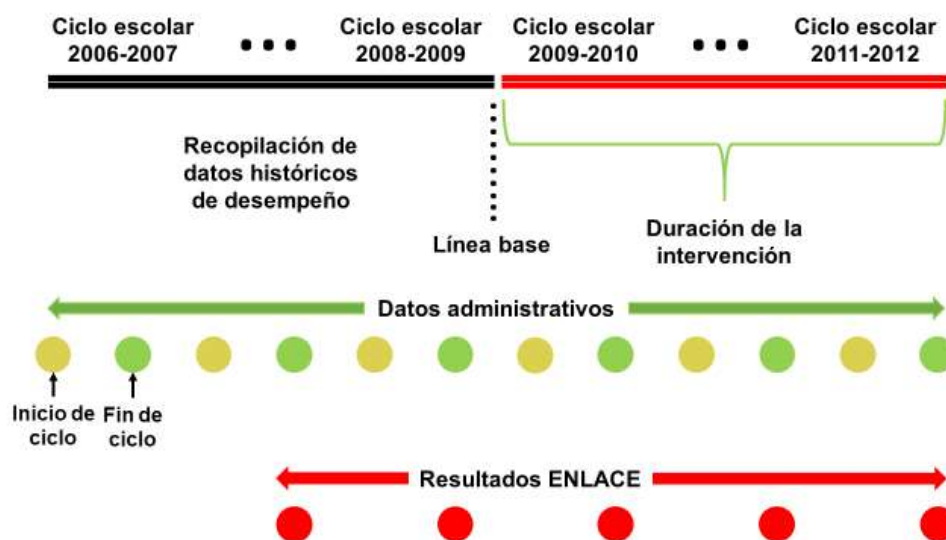 Ciclo escolar
2006-2007
Ciclo escolar
2008-2009
Ciclo escolar
2009-2010
Ciclo escolar
2011-2012
Recopilación de
datos históricos
de desempeño
Línea base
Duración de la
intervención
Datos administrativos
Inicio de
ciclo
Fin de
ciclo
Resultados ENLACE